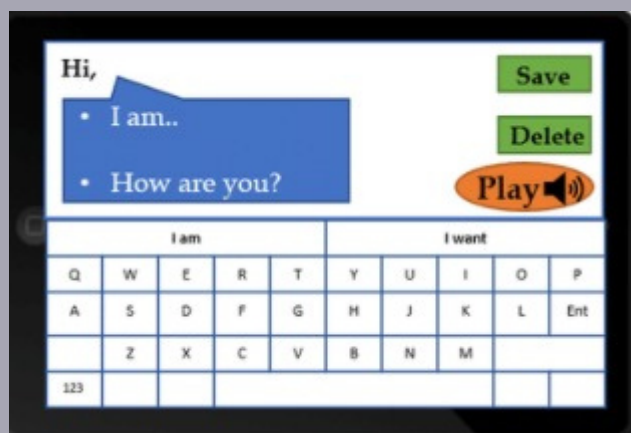 Hi,
• I am..
• How are you?
Save
Delete
Play
I am I want
Q W E R T Y U I O P
A S D F G H J K L Ent
Z X C V B N M
123